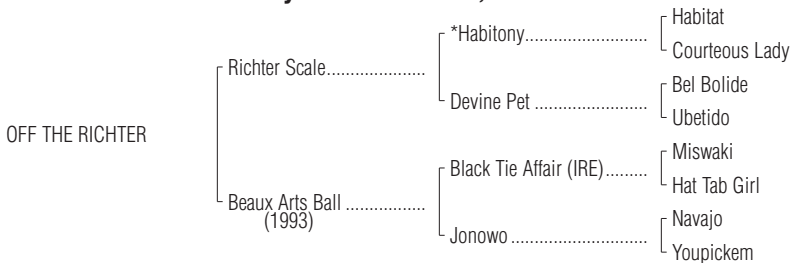 Habitat
*Habitony............................
Courteous Lady
Richter Scale.....................
Bel Bolide
Devine Pet .........................
Ubetido
OFF THE RICHTER
Miswaki
Black Tie Affair (IRE).........
Hat Tab Girl
Beaux Arts Ball .................
(1993)
Navajo
Jonowo ..............................
Youpickem